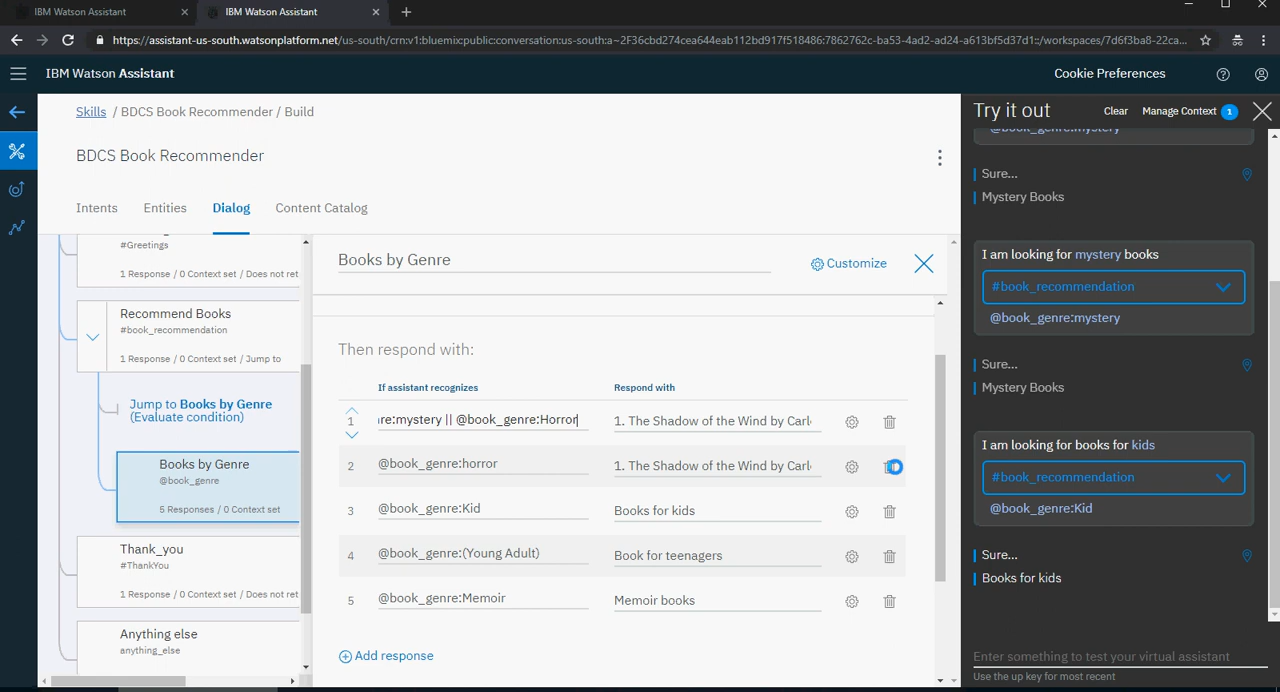 IBM Watson Assistant
IBM Watson Assistant
https://assistant-us-south.watsonplatform.net/us-south/crn:v1:bluemix:public:conversation:us-south:a~2F36cbd274cea644eab112bd917f518486:7862762c-ba53-4ad2-ad24-a613bf5d37d1::/workspaces/7d6f3ba8-22ca...
IBM Watson Assistant
Cookie Preferences
Skills / BDCS Book Recommender / Build
BDCS Book Recommender
Intents
Entities
Dialog
Content Catalog
#Greetings
1 Response / 0 Context set / Does not ret
Recommend Books
#book_recommendation
1 Response / 0 Context set / Jump to
Jump to Books by Genre
(Evaluate condition)
Books by Genre
@book_genre
5 Responses / 0 Context set
Thank_you
#ThankYou
1 Response / 0 Context set / Does not ret
Anything else
anything_else
Books by Genre
Customize
Then respond with:
If assistant recognizes
Respond with
1 re:mystery || @book_genre:Horror 1. The Shadow of the Wind by Carl
2 @book_genre:horror 1. The Shadow of the Wind by Carl
3 @book_genre:Kid Books for kids
4 @book_genre:(Young Adult) Book for teenagers
5 @book_genre:Memoir Memoir books
Add response
Try it out
Clear
Manage Context 1
@book_genre:mystery
Sure...
Mystery Books
I am looking for mystery books
#book_recommendation
@book_genre:mystery
Sure...
Mystery Books
I am looking for books for kids
#book_recommendation
@book_genre:Kid
Sure...
Books for kids
Enter something to test your virtual assistant
Use the up key for most recent